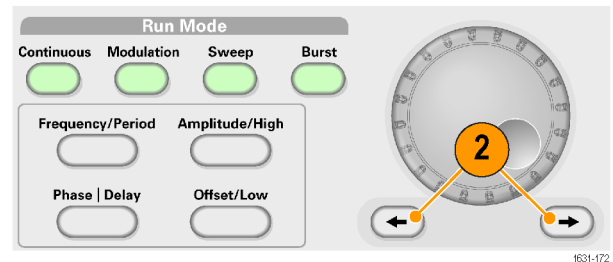 Run Mode
Continuous Modulation Sweep Burst
Frequency/Period Amplitude/High
Phase | Delay Offset/Low
2
1631-172